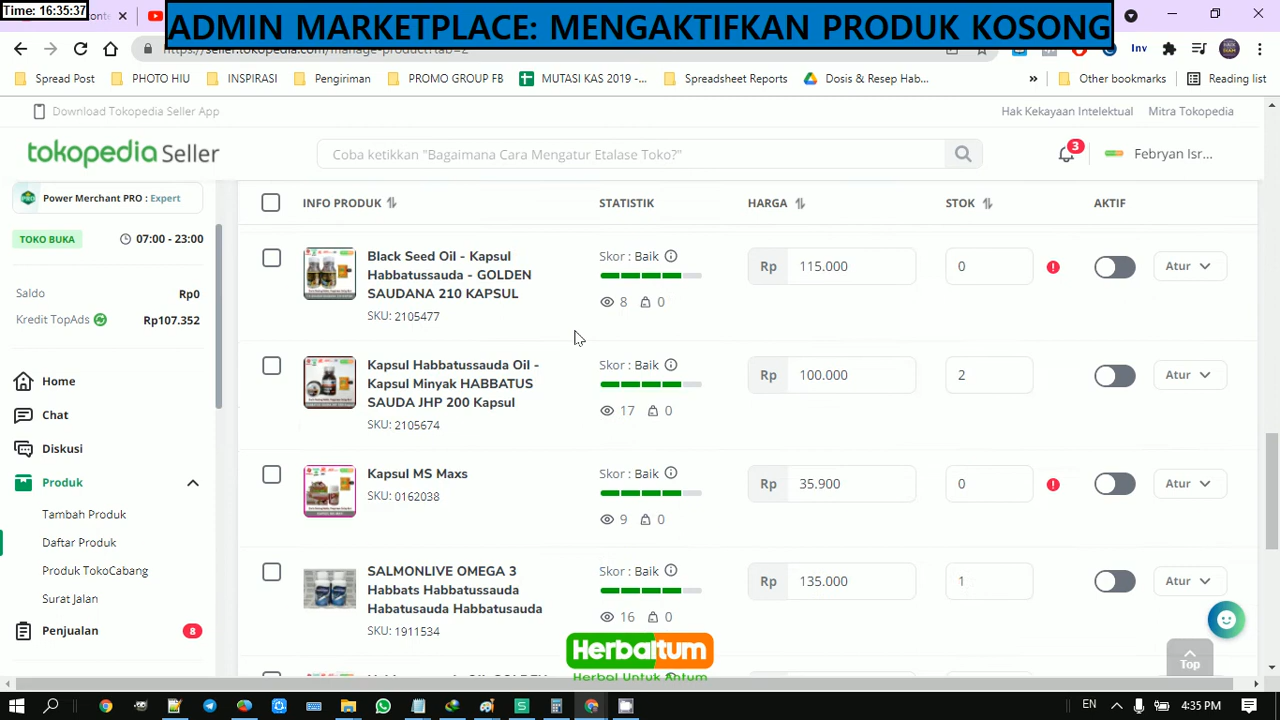 Time: 16:35:37
ADMIN MARKETPLACE: MENGAKTIFKAN PRODUK KOSONG
Inv
Spread Post
PHOTO HIU
INSPIRASI
Pengiriman
PROMO GROUP FB
MUTASI KAS 2019 -...
Spreadsheet Reports
Dosis & Resep Hab...
»
Other bookmarks
Reading list
Download Tokopedia Seller App
Hak Kekayaan Intelektual
Mitra Tokopedia
tokopedia Seller
Coba ketikkan "Bagaimana Cara Mengatur Etalase Toko?"
3
Febryan Isr...
Power Merchant PRO : Expert
TOKO BUKA
07:00 - 23:00
Saldo
Rp0
Kredit TopAds
Rp107.352
Home
Chat
Diskusi
Produk
Tambah Produk
Daftar Produk
Produk TokoCabang
Surat Jalan
Penjualan
8
INFO PRODUK
STATISTIK
HARGA
STOK
AKTIF
Black Seed Oil - Kapsul
Habbatussauda - GOLDEN
SAUDANA 210 KAPSUL
SKU: 2105477
Skor : Baik
8
0
Rp
115.000
0
Atur
Kapsul Habbatussauda Oil -
Kapsul Minyak HABBATUS
SAUDA JHP 200 Kapsul
SKU: 2105674
Skor : Baik
17
0
Rp
100.000
2
Atur
Kapsul MS Maxs
SKU: 0162038
Skor : Baik
9
0
Rp
35.900
0
Atur
SALMONLIVE OMEGA 3
Habbats Habbatussauda
Habatusauda Habbatusauda
SKU: 1911534
Skor : Baik
16
0
Rp
135.000
1
Atur
Herbaltum
Herbal Untuk Antum
Top
EN
4:35 PM